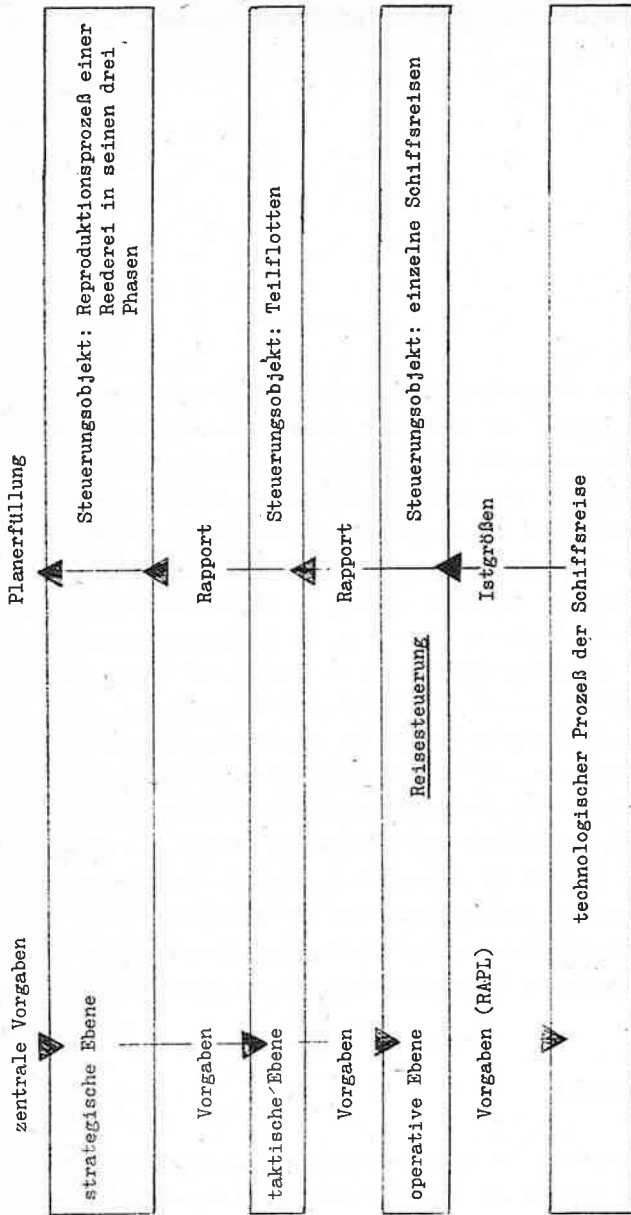 zentrale Vorgaben
Planerfüllung
strategische Ebene
Steuerungsobjekt: Reproduktionsprozeß einer
Reederei in seinen drei
Phasen
Vorgaben
Rapport
taktische Ebene
Steuerungsobjekt: Teilflotten
Vorgaben
Rapport
operative Ebene
Reisesteuerung
Steuerungsobjekt: einzelne Schiffsreisen
Vorgaben (RAPL)
Istgrößen
technologischer Prozeß der Schiffsreise